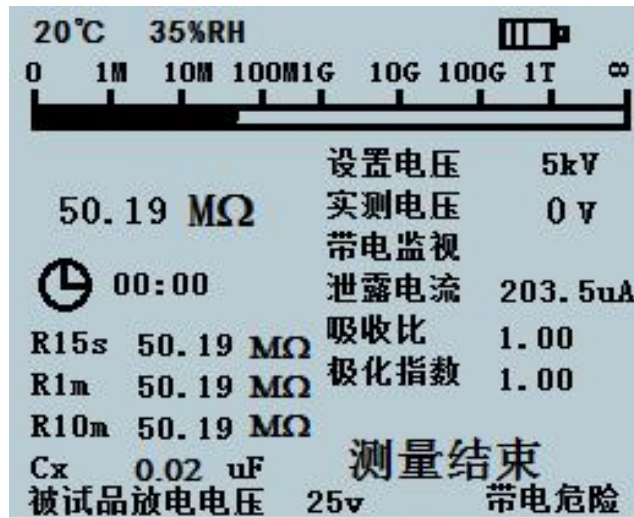 20℃ 35%RH
0 1M 10M 100M1G 10G 100G 1T ∞
设置电压 5kV
50.19 MΩ
实测电压 0V
带电监视
00:00
泄露电流 203.5uA
R15s 50.19 MΩ
吸收比 1.00
R1m 50.19 MΩ
极化指数 1.00
R10m 50.19 MΩ
测量结束
Cx 0.02 uF
被试品放电电压 25v 带电危险